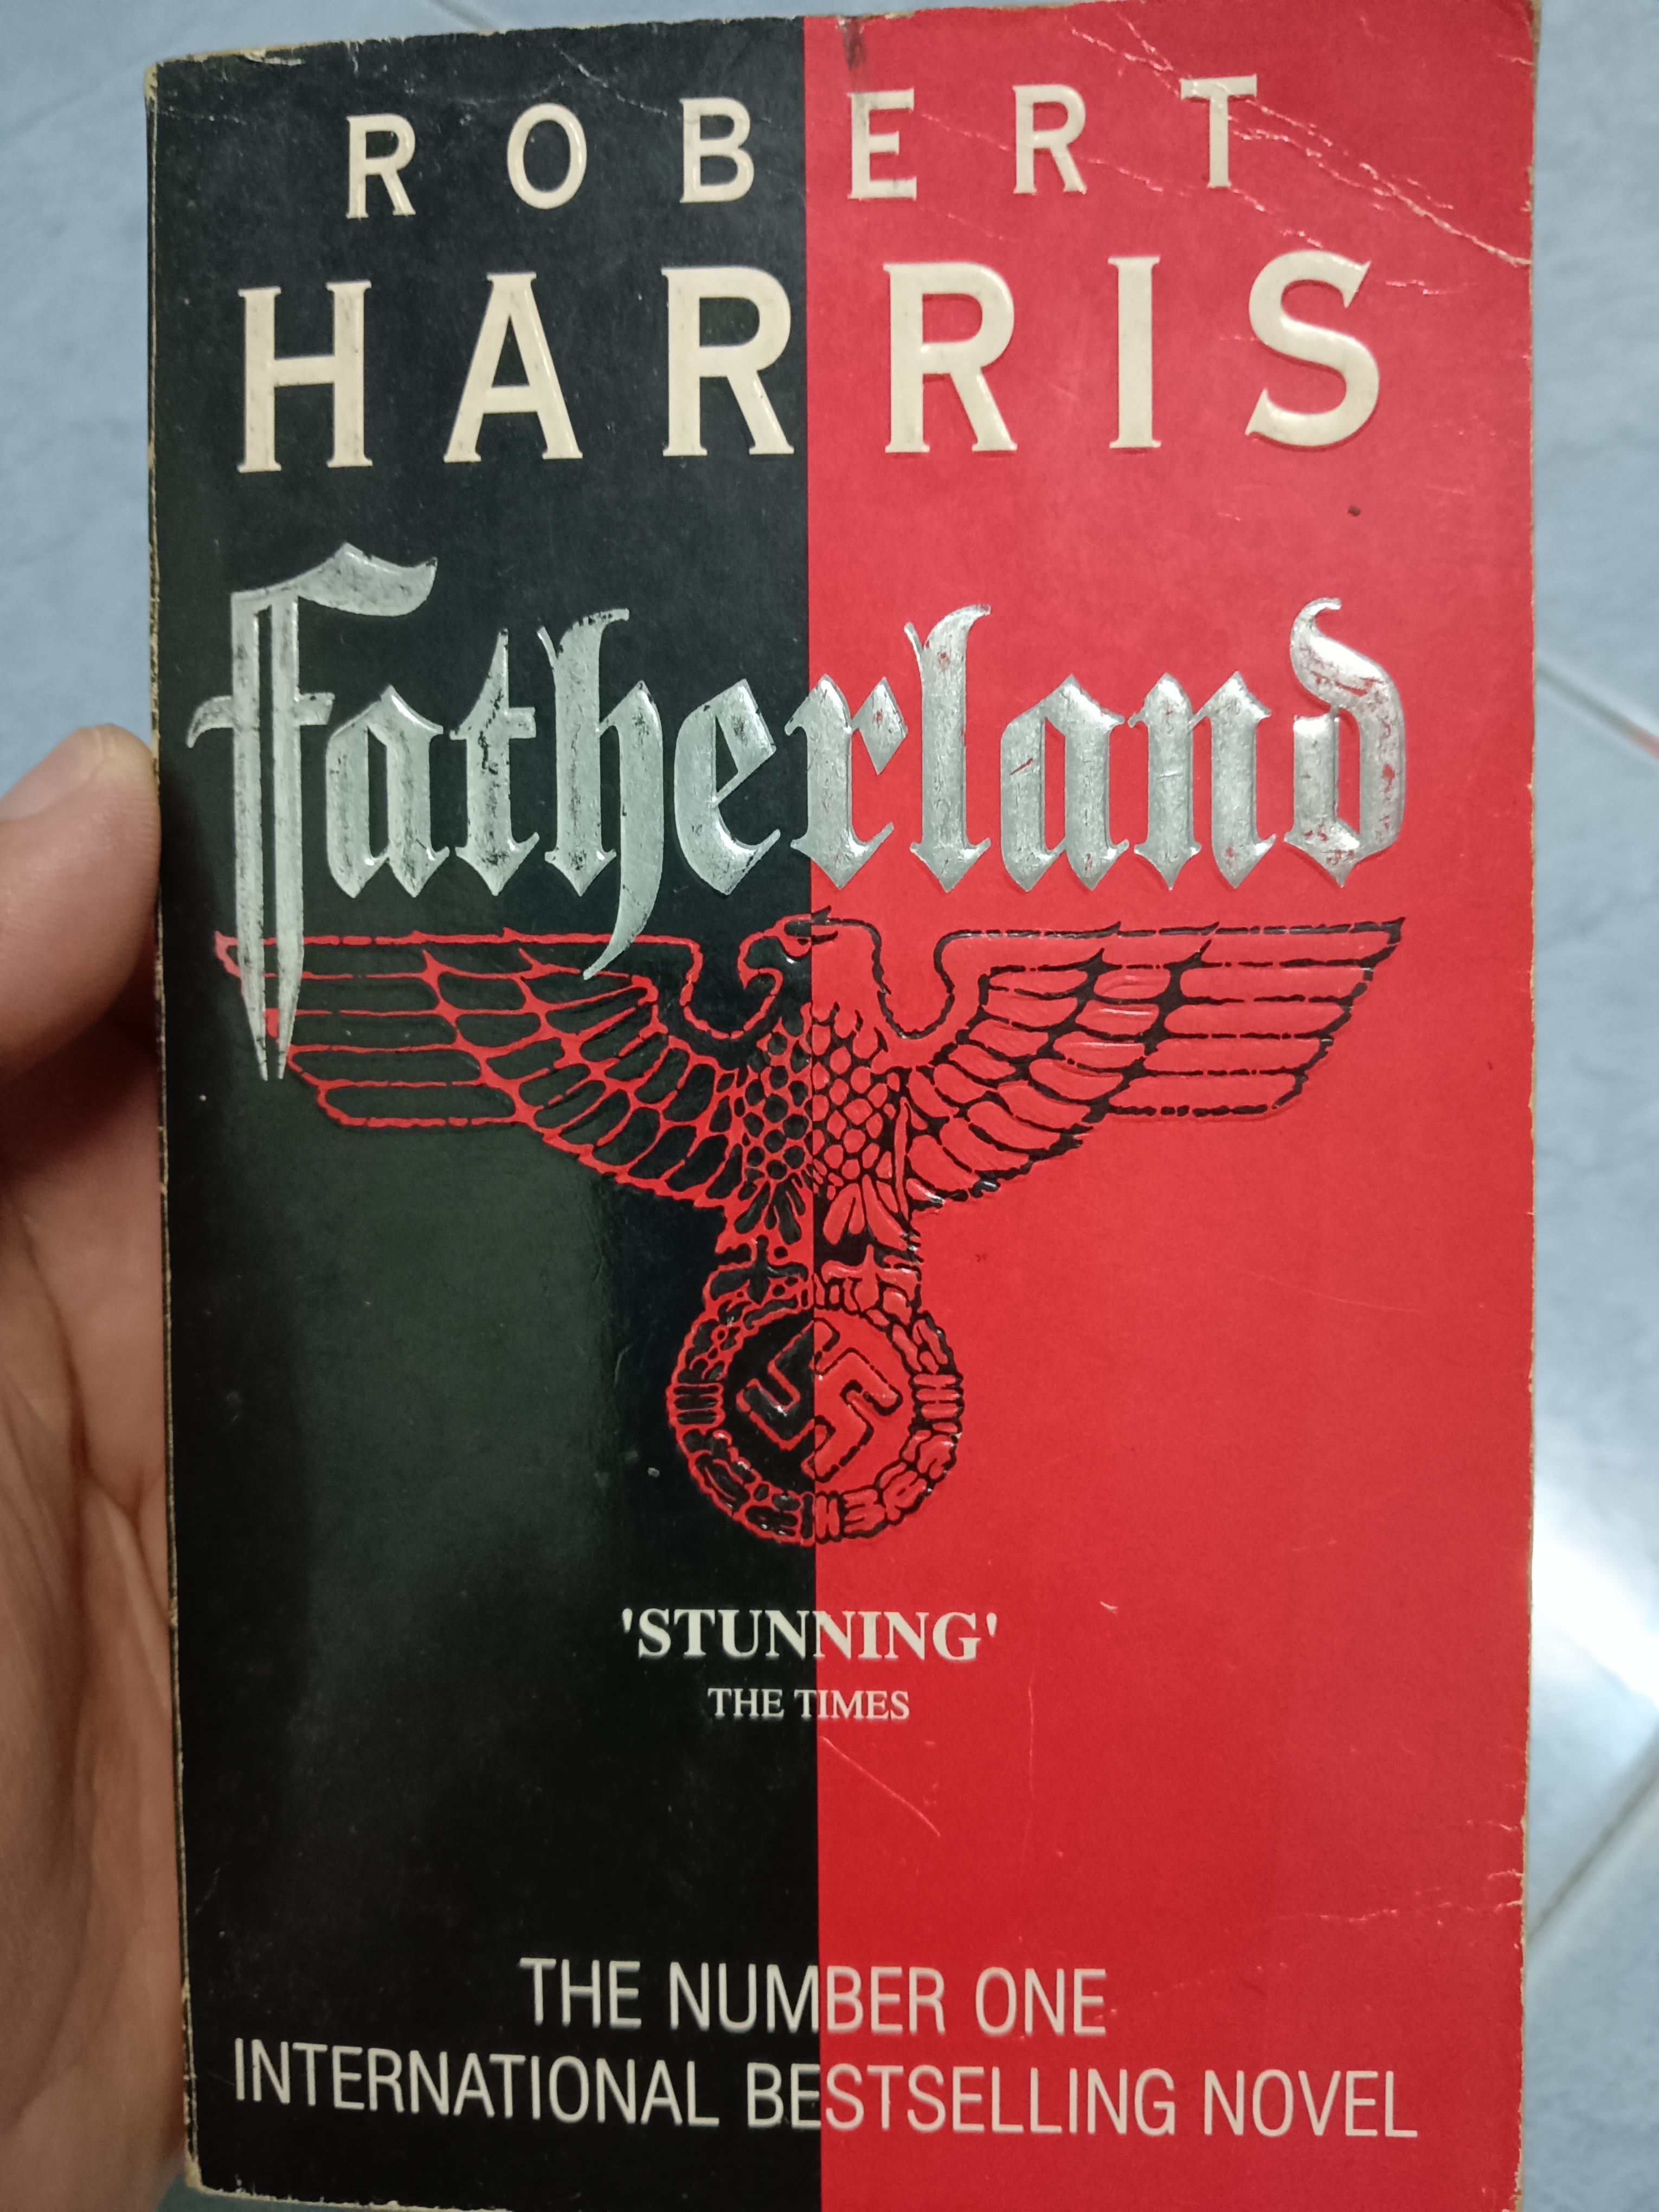 ROBERT
HARRIS
Fatherland
'STUNNING'
THE TIMES
THE NUMBER ONE
INTERNATIONAL BESTSELLING NOVEL